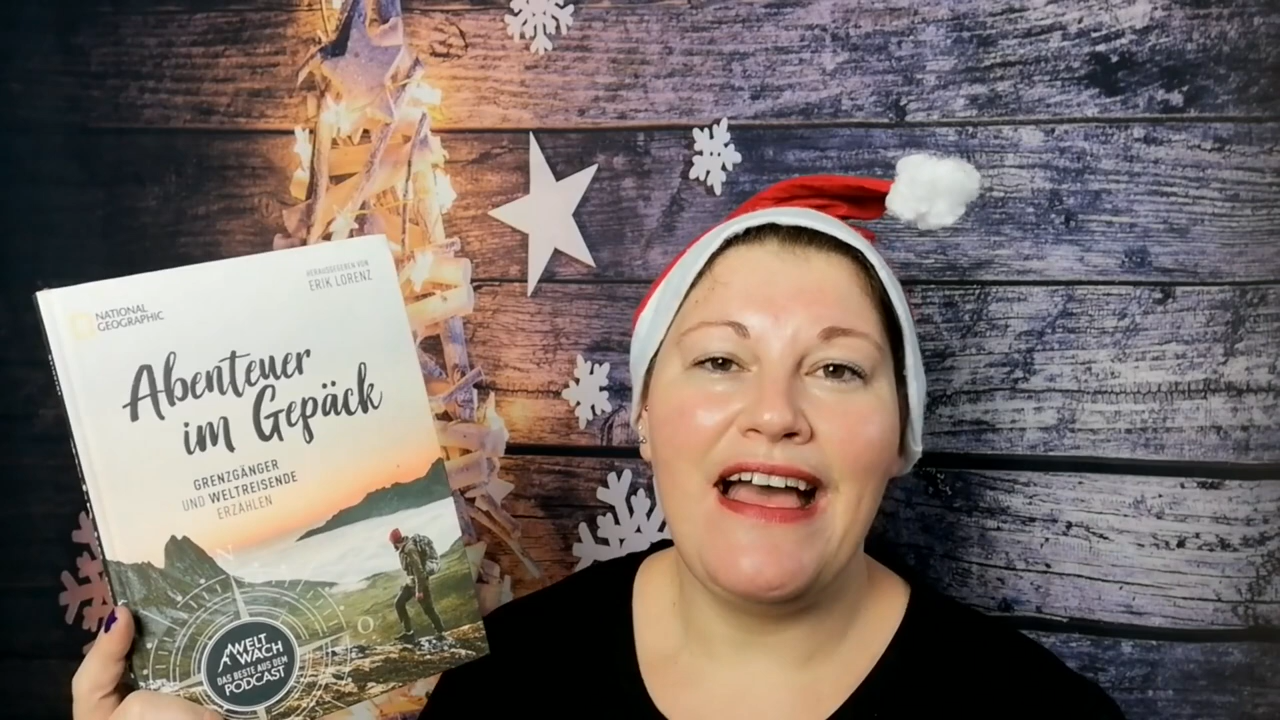 HERAUSGEGEBEN VON
ERIK LORENZ
NATIONAL
GEOGRAPHIC
Abenteuer
im Gepäck
GRENZGÄNGER
UND WELTREISENDE
ERZÄHLEN
N
O
WELT
WACH
DAS BESTE AUS DEM
PODCAST